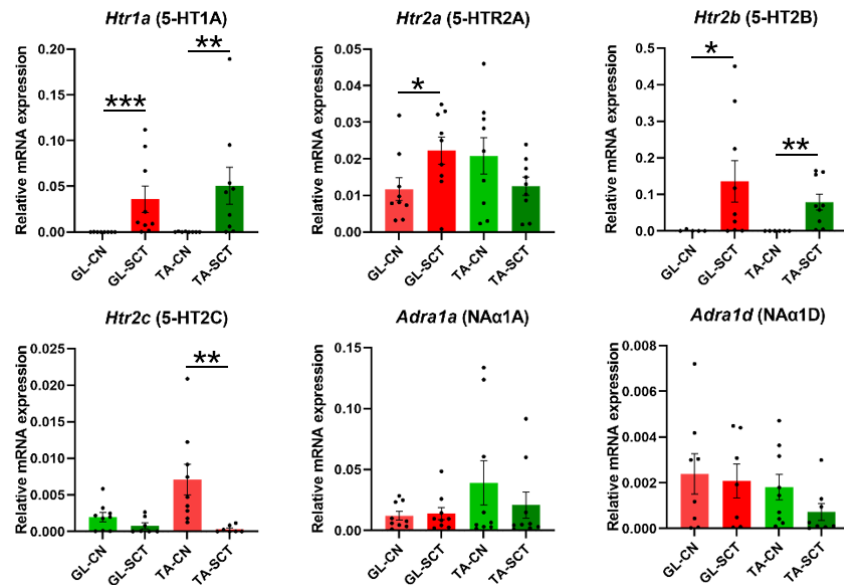 Htr1a (5-HT1A)
Relative mRNA expression
0.20
0.15
0.10
0.05
0.00
***
**
GL-CN
GL-SCT
TA-CN
TA-SCT
Htr2a (5-HTR2A)
Relative mRNA expression
0.05
0.04
0.03
0.02
0.01
0.00
*
GL-CN
GL-SCT
TA-CN
TA-SCT
Htr2b (5-HT2B)
Relative mRNA expression
0.5
0.4
0.3
0.2
0.1
0.0
*
**
GL-CN
GL-SCT
TA-CN
TA-SCT
Htr2c (5-HT2C)
Relative mRNA expression
0.025
0.020
0.015
0.010
0.005
0.000
**
GL-CN
GL-SCT
TA-CN
TA-SCT
Adra1a (NAα1A)
Relative mRNA expression
0.15
0.10
0.05
0.00
GL-CN
GL-SCT
TA-CN
TA-SCT
Adra1d (NAα1D)
Relative mRNA expression
0.008
0.006
0.004
0.002
0.000
GL-CN
GL-SCT
TA-CN
TA-SCT